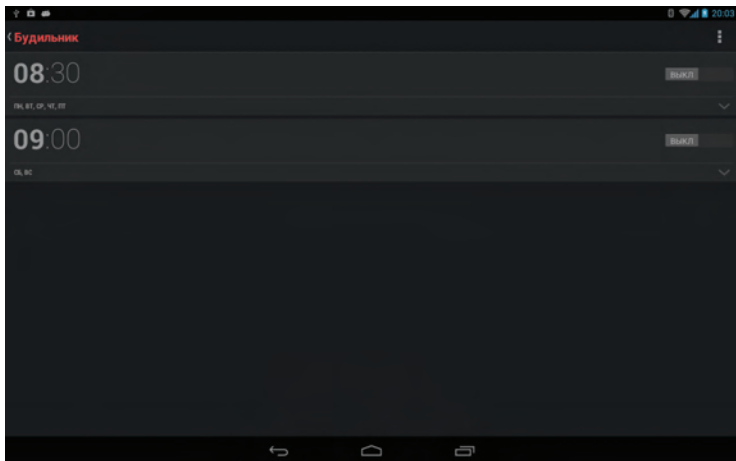 20:03
Будильник
08:30
ВЫКЛ
ПН, ВТ, СР, ЧТ, ПТ
09:00
ВЫКЛ
СБ, ВС